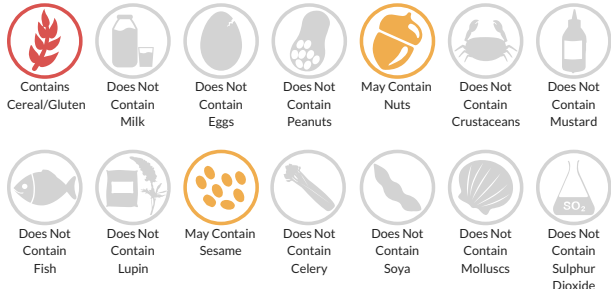 Contains
Cereal/Gluten
Does Not
Contain
Milk
Does Not
Contain
Eggs
Does Not
Contain
Peanuts
May Contain
Nuts
Does Not
Contain
Crustaceans
Does Not
Contain
Mustard
Does Not
Contain
Fish
Does Not
Contain
Lupin
May Contain
Sesame
Does Not
Contain
Celery
Does Not
Contain
Soya
Does Not
Contain
Molluscs
SO₂
Does Not
Contain
Sulphur
Dioxide